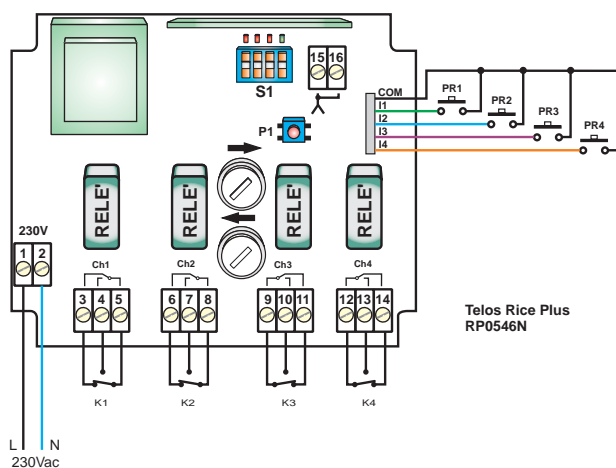 S1
15 16
P1
COM
I1
I2
I3
I4
PR1
PR2
PR3
PR4
RELE'
RELE'
RELE'
RELE'
230V
1 2
Ch1
Ch2
Ch3
Ch4
3 4 5
6 7 8
9 10 11
12 13 14
K1
K2
K3
K4
Telos Rice Plus
RP0546N
L N
230Vac